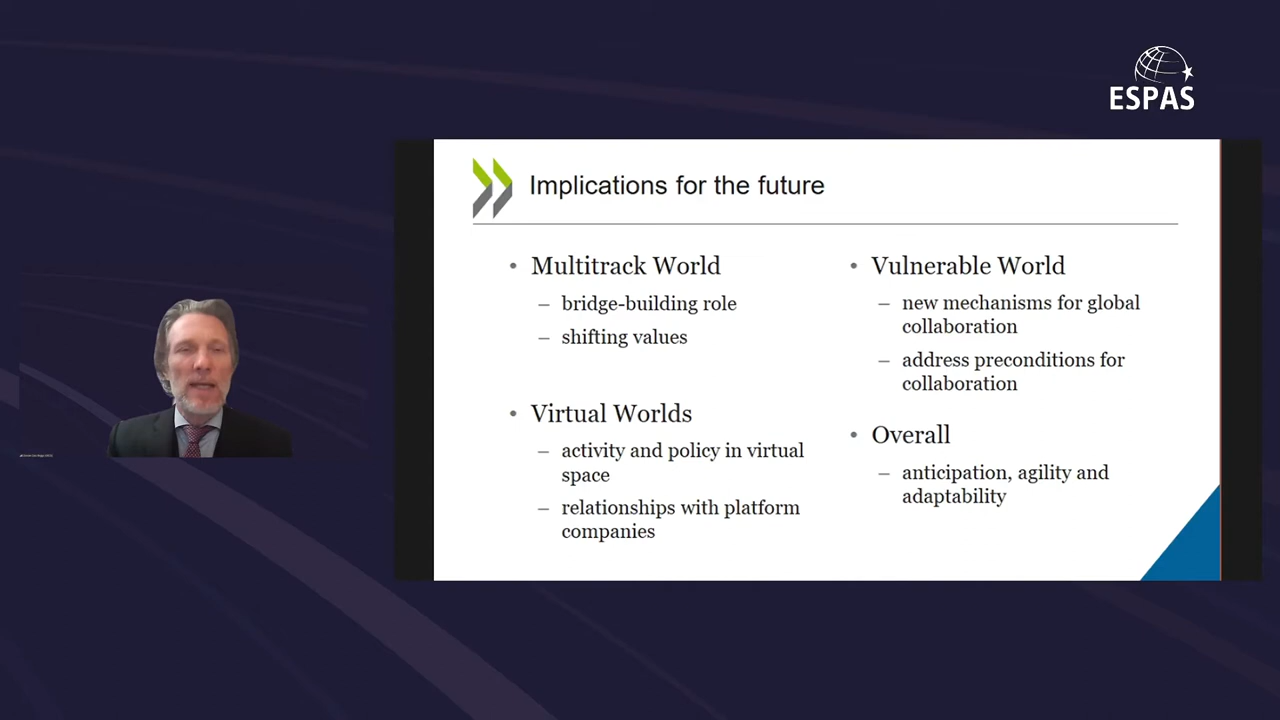 ESPAS
Implications for the future
• Multitrack World
– bridge-building role
– shifting values
• Virtual Worlds
– activity and policy in virtual
space
– relationships with platform
companies
• Vulnerable World
– new mechanisms for global
collaboration
– address preconditions for
collaboration
• Overall
– anticipation, agility and
adaptability